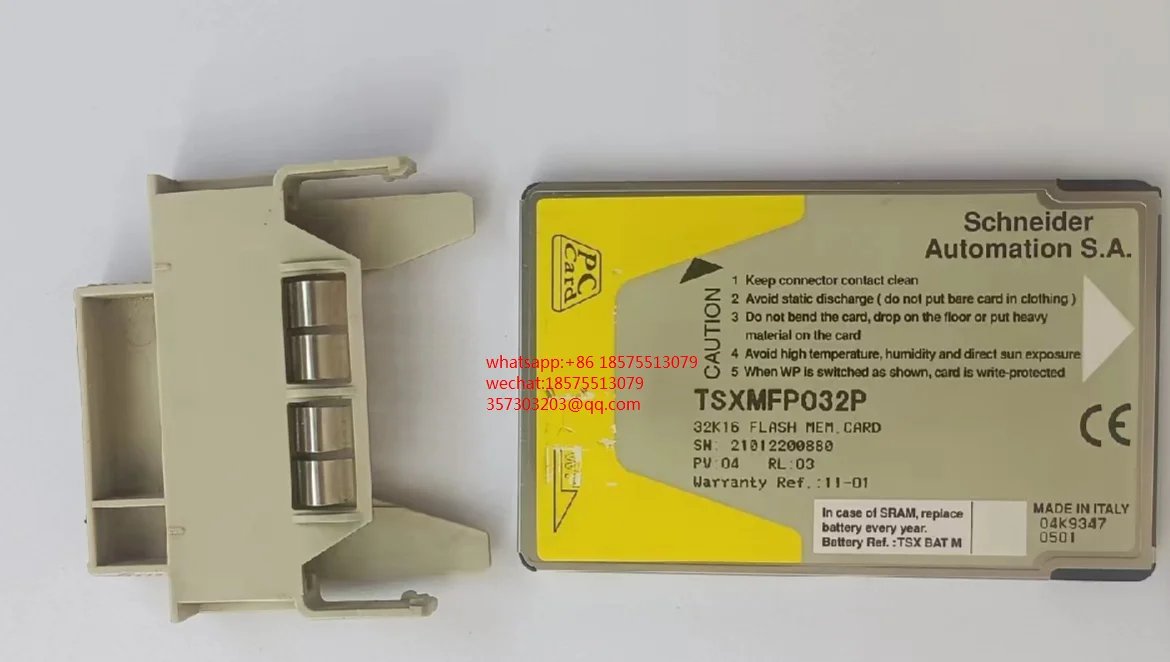 Schneider
Automation S.A.
PC
Card
CAUTION
1 Keep connector contact clean
2 Avoid static discharge ( do not put bare card in clothing )
3 Do not bend the card, drop on the floor or put heavy
material on the card
4 Avoid high temperature, humidity and direct sun exposure
5 When WP is switched as shown, card is write-protected
whatsapp:+86 18575513079
wechat:18575513079
357303203@qq.com
TSXMFP032P
32K16 FLASH MEM.CARD
SN: 21012200880
PV:04 RL:03
Warranty Ref.:11-01
CE
In case of SRAM, replace
battery every year.
Battery Ref.:TSX BAT M
MADE IN ITALY
04K9347
0501